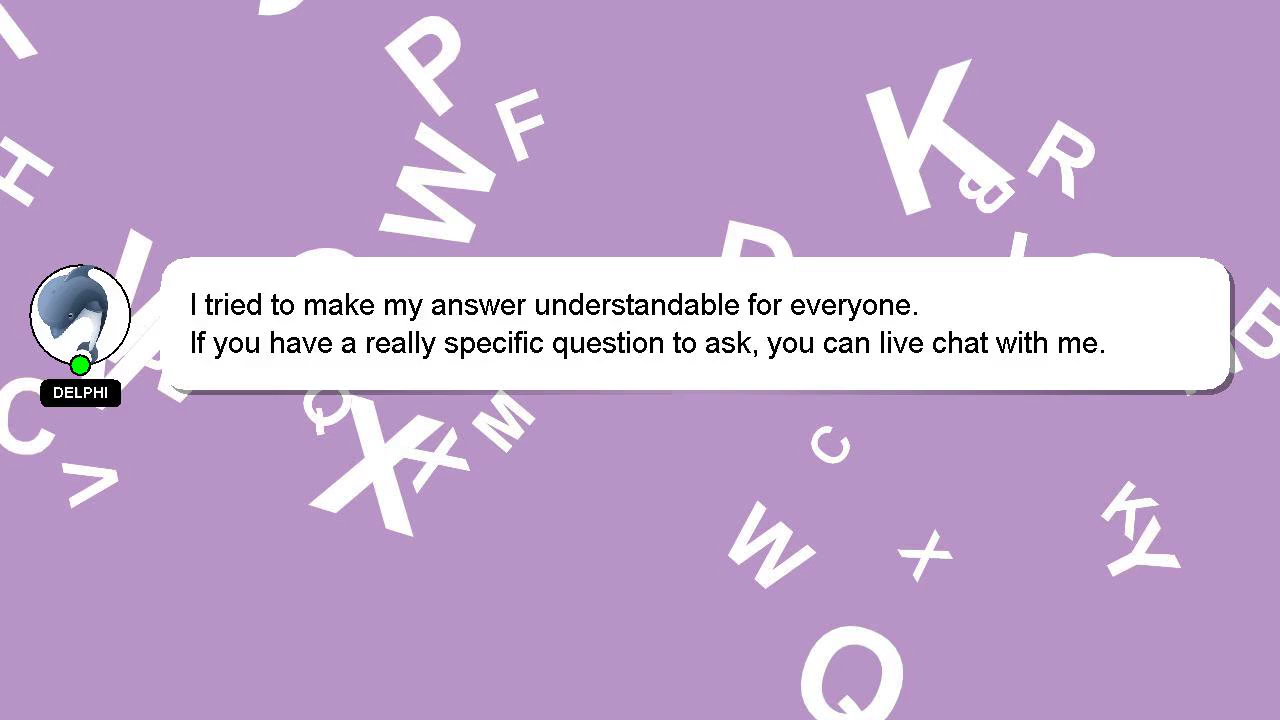 I tried to make my answer understandable for everyone.
If you have a really specific question to ask, you can live chat with me.
DELPHI
P
F
W
K
R
B
H
D
C
V
Q
X
X
M
C
W
X
K
Y
B
Q